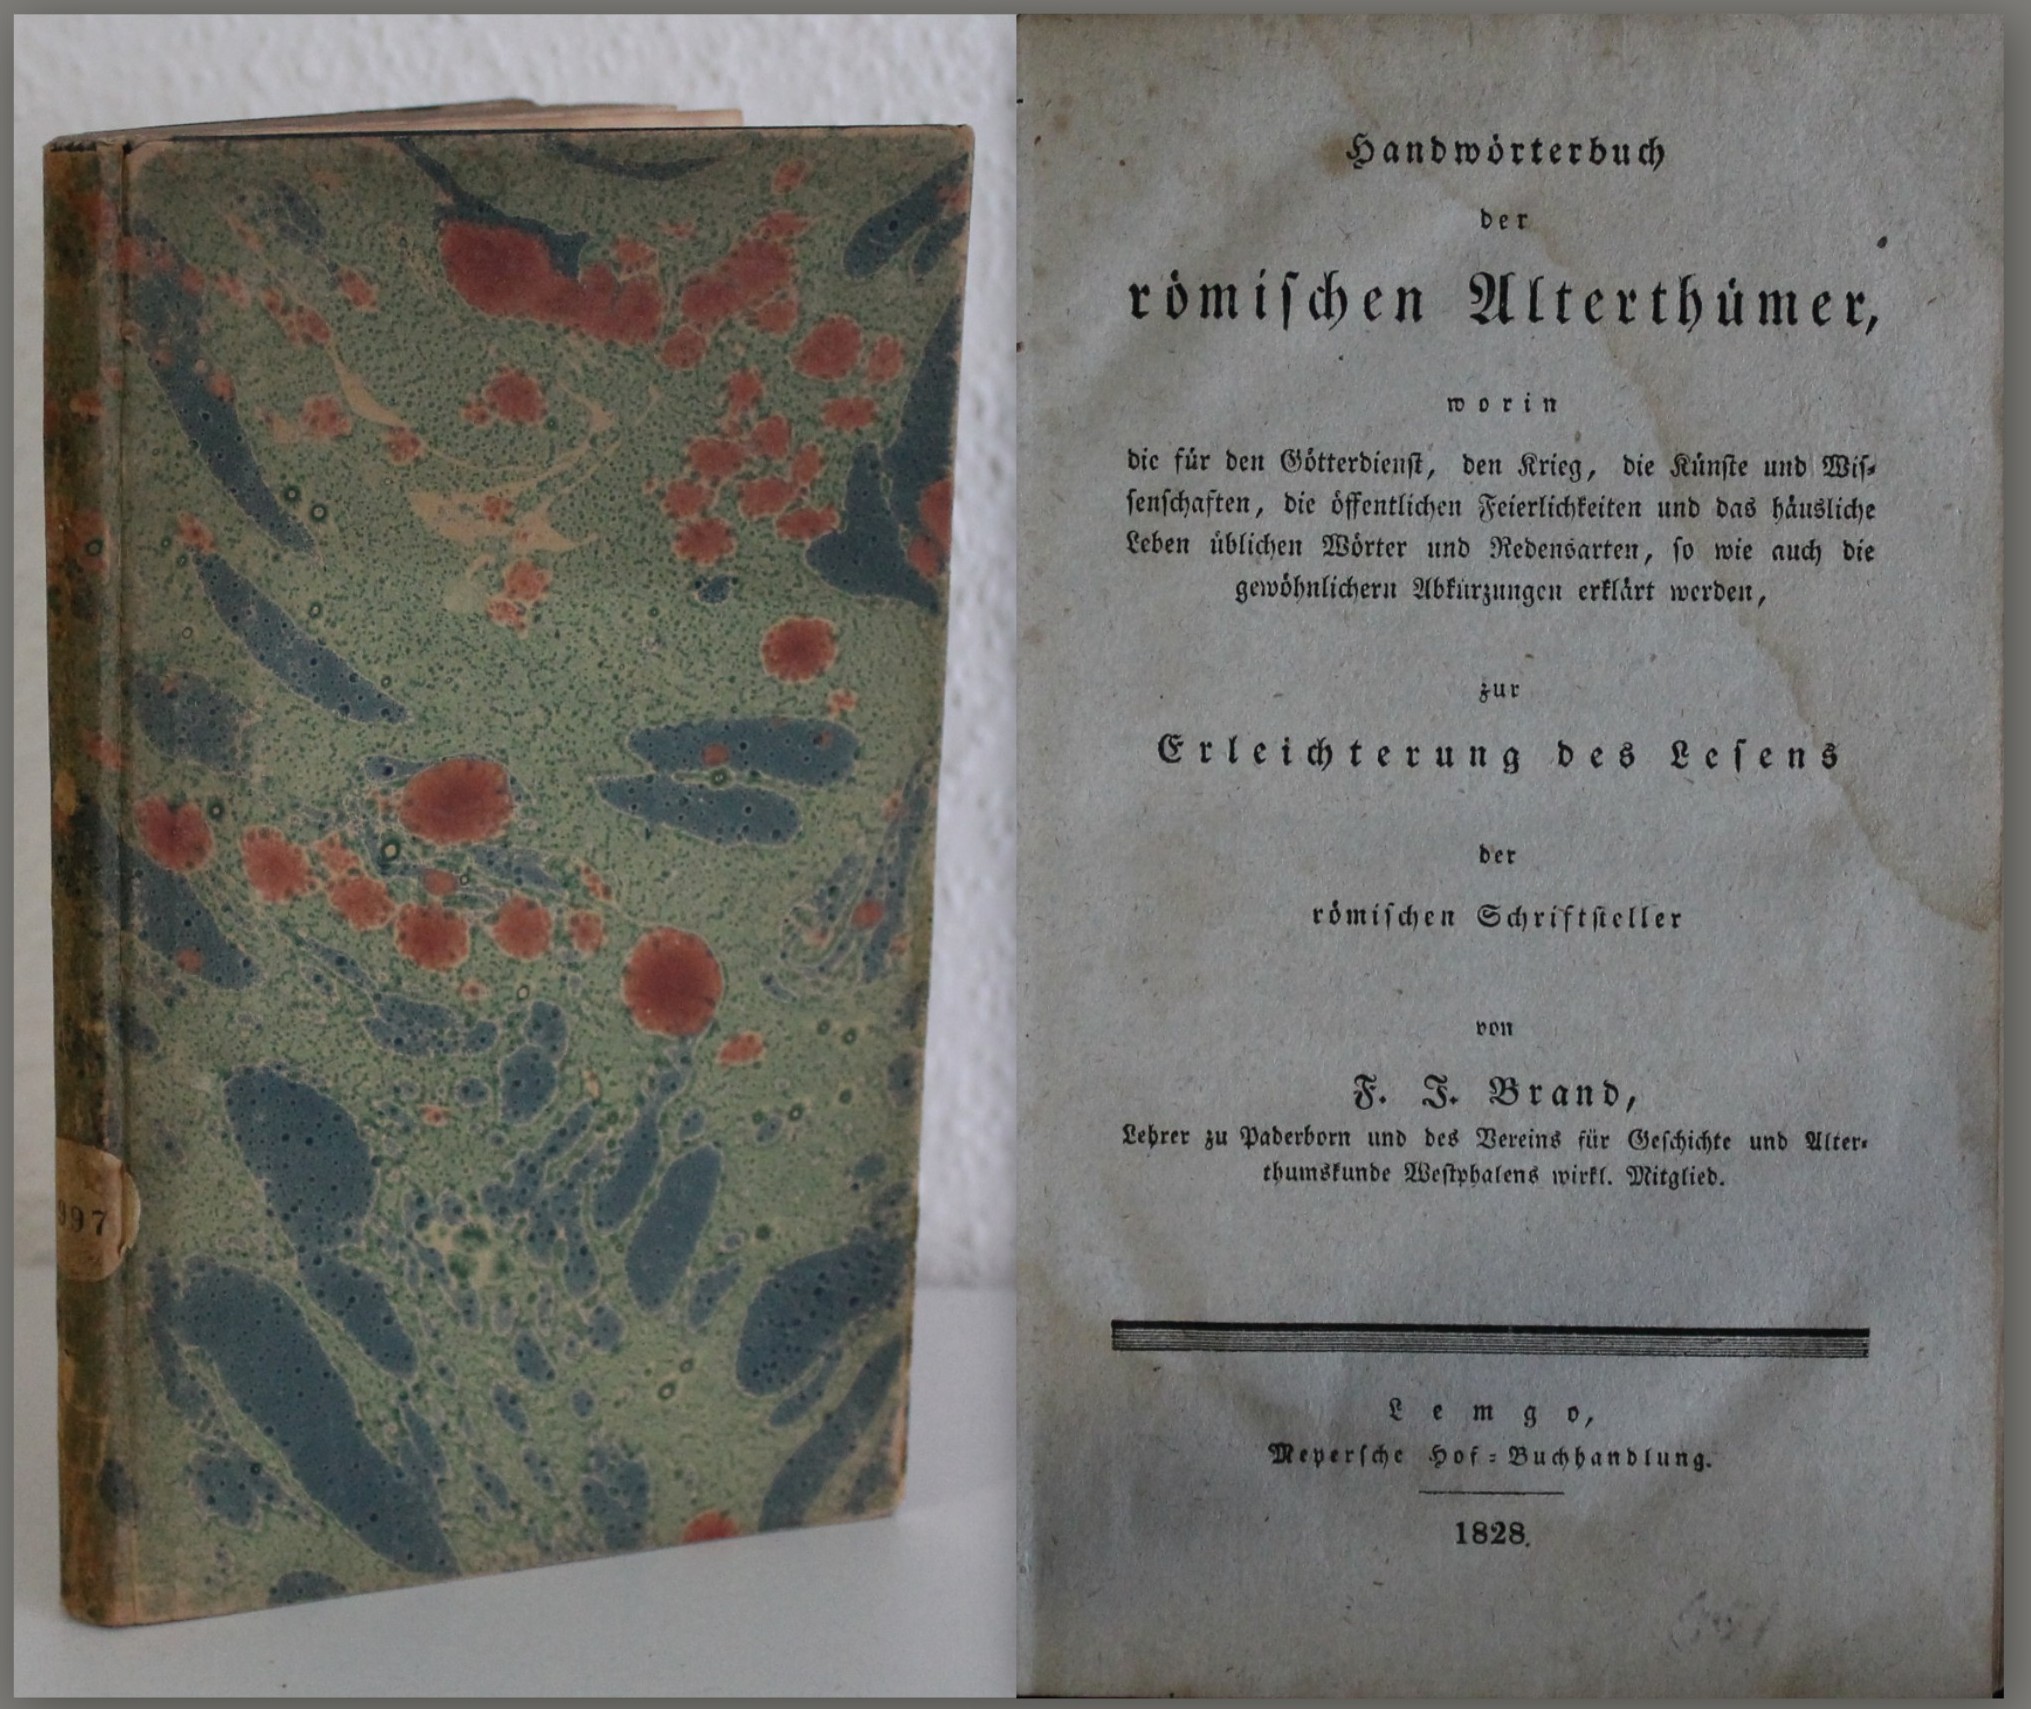 997
Handwörterbuch
der
römischen Alterthümer,
worin
die für den Götterdienst, den Krieg, die Künste und Wis-
senschaften, die öffentlichen Feierlichkeiten und das häusliche
Leben üblichen Wörter und Redensarten, so wie auch die
gewöhnlichern Abkürzungen erklärt werden,
zur
Erleichterung des Lesens
der
römischen Schriftsteller
von
F. J. Brand,
Lehrer zu Paderborn und des Vereins für Geschichte und Alter-
thumskunde Westphalens wirkl. Mitglied.
Lemgo,
Meyersche Hof-Buchhandlung.
1828.